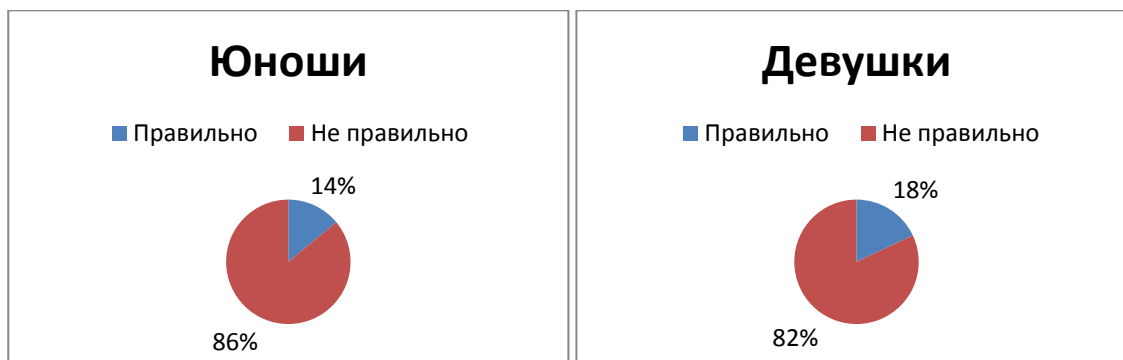 Юноши
Правильно Не правильно
14%
86%
Девушки
Правильно Не правильно
18%
82%